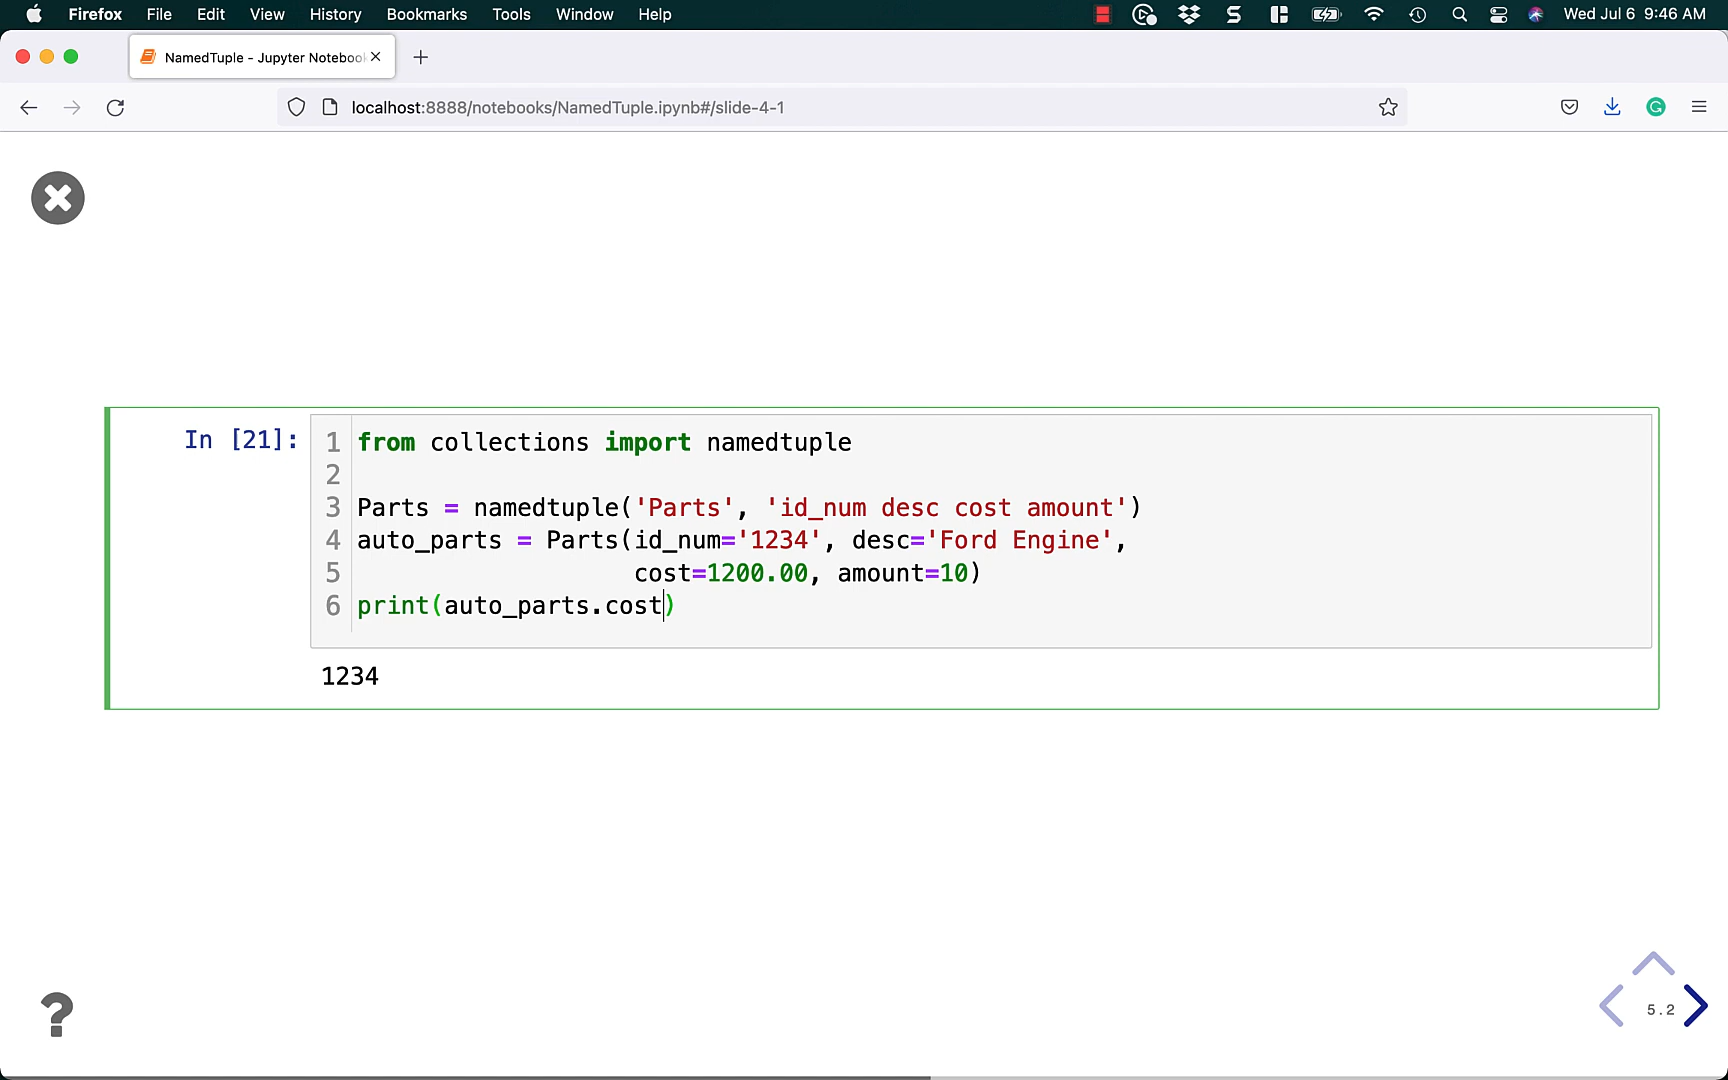 Firefox File Edit View History Bookmarks Tools Window Help Wed Jul 6 9:46 AM
NamedTuple - Jupyter Noteboo
localhost:8888/notebooks/NamedTuple.ipynb#/slide-4-1
In [21]:
1 from collections import namedtuple
2
3 Parts = namedtuple('Parts', 'id_num desc cost amount')
4 auto_parts = Parts(id_num='1234', desc='Ford Engine',
5 cost=1200.00, amount=10)
6 print(auto_parts.cost)
1234
?
5.2